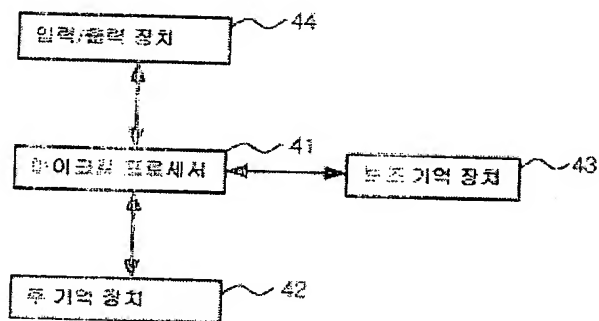 입력/출력 장치
44
마이크로 프로세서
41
보조 기억 장치
43
주 기억 장치
42